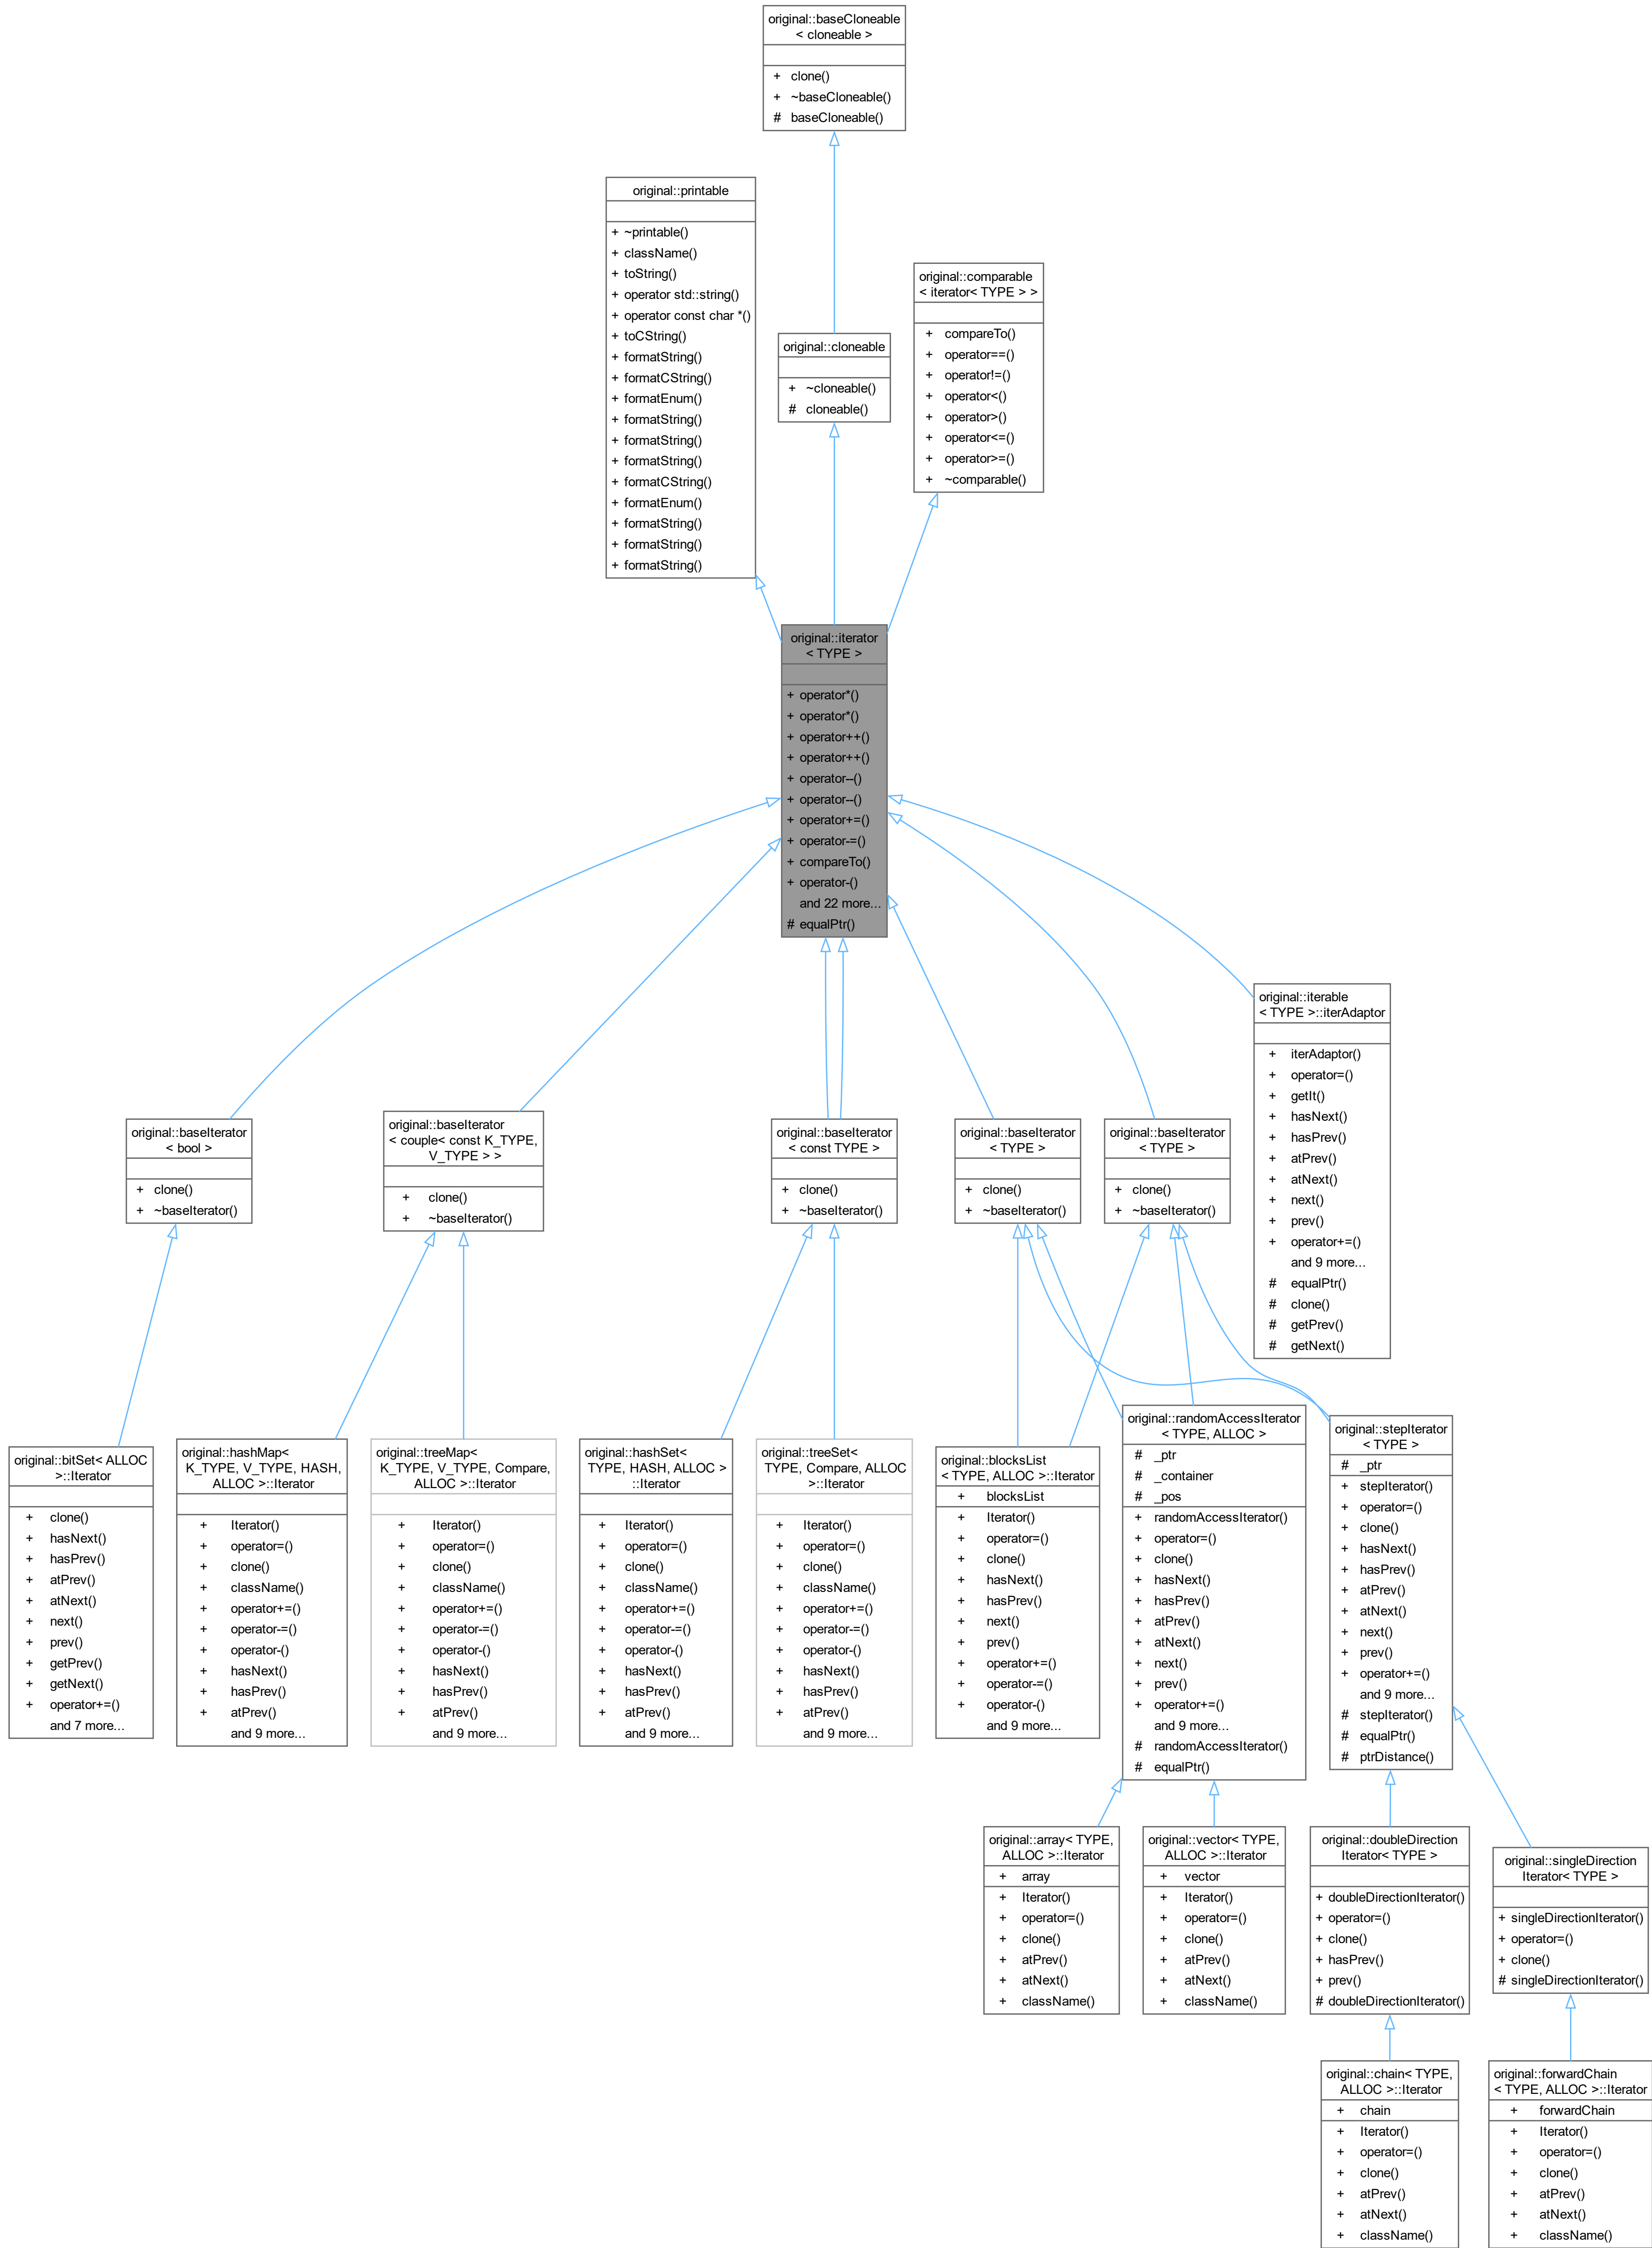 original::baseCloneable
< cloneable >
+ clone()
+ ~baseCloneable()
# baseCloneable()
original::printable
+ ~printable()
+ className()
+ toString()
+ operator std::string()
+ operator const char *()
+ toCString()
+ formatString()
+ formatCString()
+ formatEnum()
+ formatString()
+ formatString()
+ formatString()
+ formatCString()
+ formatEnum()
+ formatString()
+ formatString()
+ formatString()
original::cloneable
+ ~cloneable()
# cloneable()
original::comparable
< iterator< TYPE > >
+ compareTo()
+ operator==()
+ operator!=()
+ operator<()
+ operator>()
+ operator<=()
+ operator>=()
+ ~comparable()
original::iterator
< TYPE >
+ operator*()
+ operator*()
+ operator++()
+ operator++()
+ operator--()
+ operator--()
+ operator+=()
+ operator-=()
+ compareTo()
+ operator-()
and 22 more...
# equalPtr()
original::iterable
< TYPE >::iterAdaptor
+ iterAdaptor()
+ operator=()
+ getIt()
+ hasNext()
+ hasPrev()
+ atPrev()
+ atNext()
+ next()
+ prev()
+ operator+=()
and 9 more...
# equalPtr()
# clone()
# getPrev()
# getNext()
original::baseIterator
< bool >
+ clone()
+ ~baseIterator()
original::baseIterator
< couple< const K_TYPE,
V_TYPE > >
+ clone()
+ ~baseIterator()
original::baseIterator
< const TYPE >
+ clone()
+ ~baseIterator()
original::baseIterator
< TYPE >
+ clone()
+ ~baseIterator()
original::baseIterator
< TYPE >
+ clone()
+ ~baseIterator()
original::bitSet< ALLOC
>::Iterator
+ clone()
+ hasNext()
+ hasPrev()
+ atPrev()
+ atNext()
+ next()
+ prev()
+ getPrev()
+ getNext()
+ operator+=()
and 7 more...
original::hashMap<
K_TYPE, V_TYPE, HASH,
ALLOC >::Iterator
+ Iterator()
+ operator=()
+ clone()
+ className()
+ operator+=()
+ operator-=()
+ operator-()
+ hasNext()
+ hasPrev()
+ atPrev()
and 9 more...
original::treeMap<
K_TYPE, V_TYPE, Compare,
ALLOC >::Iterator
+ Iterator()
+ operator=()
+ clone()
+ className()
+ operator+=()
+ operator-=()
+ operator-()
+ hasNext()
+ hasPrev()
+ atPrev()
and 9 more...
original::hashSet<
TYPE, HASH, ALLOC >
::Iterator
+ Iterator()
+ operator=()
+ clone()
+ className()
+ operator+=()
+ operator-=()
+ operator-()
+ hasNext()
+ hasPrev()
+ atPrev()
and 9 more...
original::treeSet<
TYPE, Compare, ALLOC
>::Iterator
+ Iterator()
+ operator=()
+ clone()
+ className()
+ operator+=()
+ operator-=()
+ operator-()
+ hasNext()
+ hasPrev()
+ atPrev()
and 9 more...
original::blocksList
< TYPE, ALLOC >::Iterator
+ blocksList
+ Iterator()
+ operator=()
+ clone()
+ hasNext()
+ hasPrev()
+ next()
+ prev()
+ operator+=()
+ operator-=()
+ operator-()
and 9 more...
original::randomAccessIterator
< TYPE, ALLOC >
# _ptr
# _container
# _pos
+ randomAccessIterator()
+ operator=()
+ clone()
+ hasNext()
+ hasPrev()
+ atPrev()
+ atNext()
+ next()
+ prev()
+ operator+=()
and 9 more...
# randomAccessIterator()
# equalPtr()
original::stepIterator
< TYPE >
# _ptr
+ stepIterator()
+ operator=()
+ clone()
+ hasNext()
+ hasPrev()
+ atPrev()
+ atNext()
+ next()
+ prev()
+ operator+=()
and 9 more...
# stepIterator()
# equalPtr()
# ptrDistance()
original::array< TYPE,
ALLOC >::Iterator
+ array
+ Iterator()
+ operator=()
+ clone()
+ atPrev()
+ atNext()
+ className()
original::vector< TYPE,
ALLOC >::Iterator
+ vector
+ Iterator()
+ operator=()
+ clone()
+ atPrev()
+ atNext()
+ className()
original::doubleDirection
Iterator< TYPE >
+ doubleDirectionIterator()
+ operator=()
+ clone()
+ hasPrev()
+ prev()
# doubleDirectionIterator()
original::singleDirection
Iterator< TYPE >
+ singleDirectionIterator()
+ operator=()
+ clone()
# singleDirectionIterator()
original::chain< TYPE,
ALLOC >::Iterator
+ chain
+ Iterator()
+ operator=()
+ clone()
+ atPrev()
+ atNext()
+ className()
original::forwardChain
< TYPE, ALLOC >::Iterator
+ forwardChain
+ Iterator()
+ operator=()
+ clone()
+ atPrev()
+ atNext()
+ className()